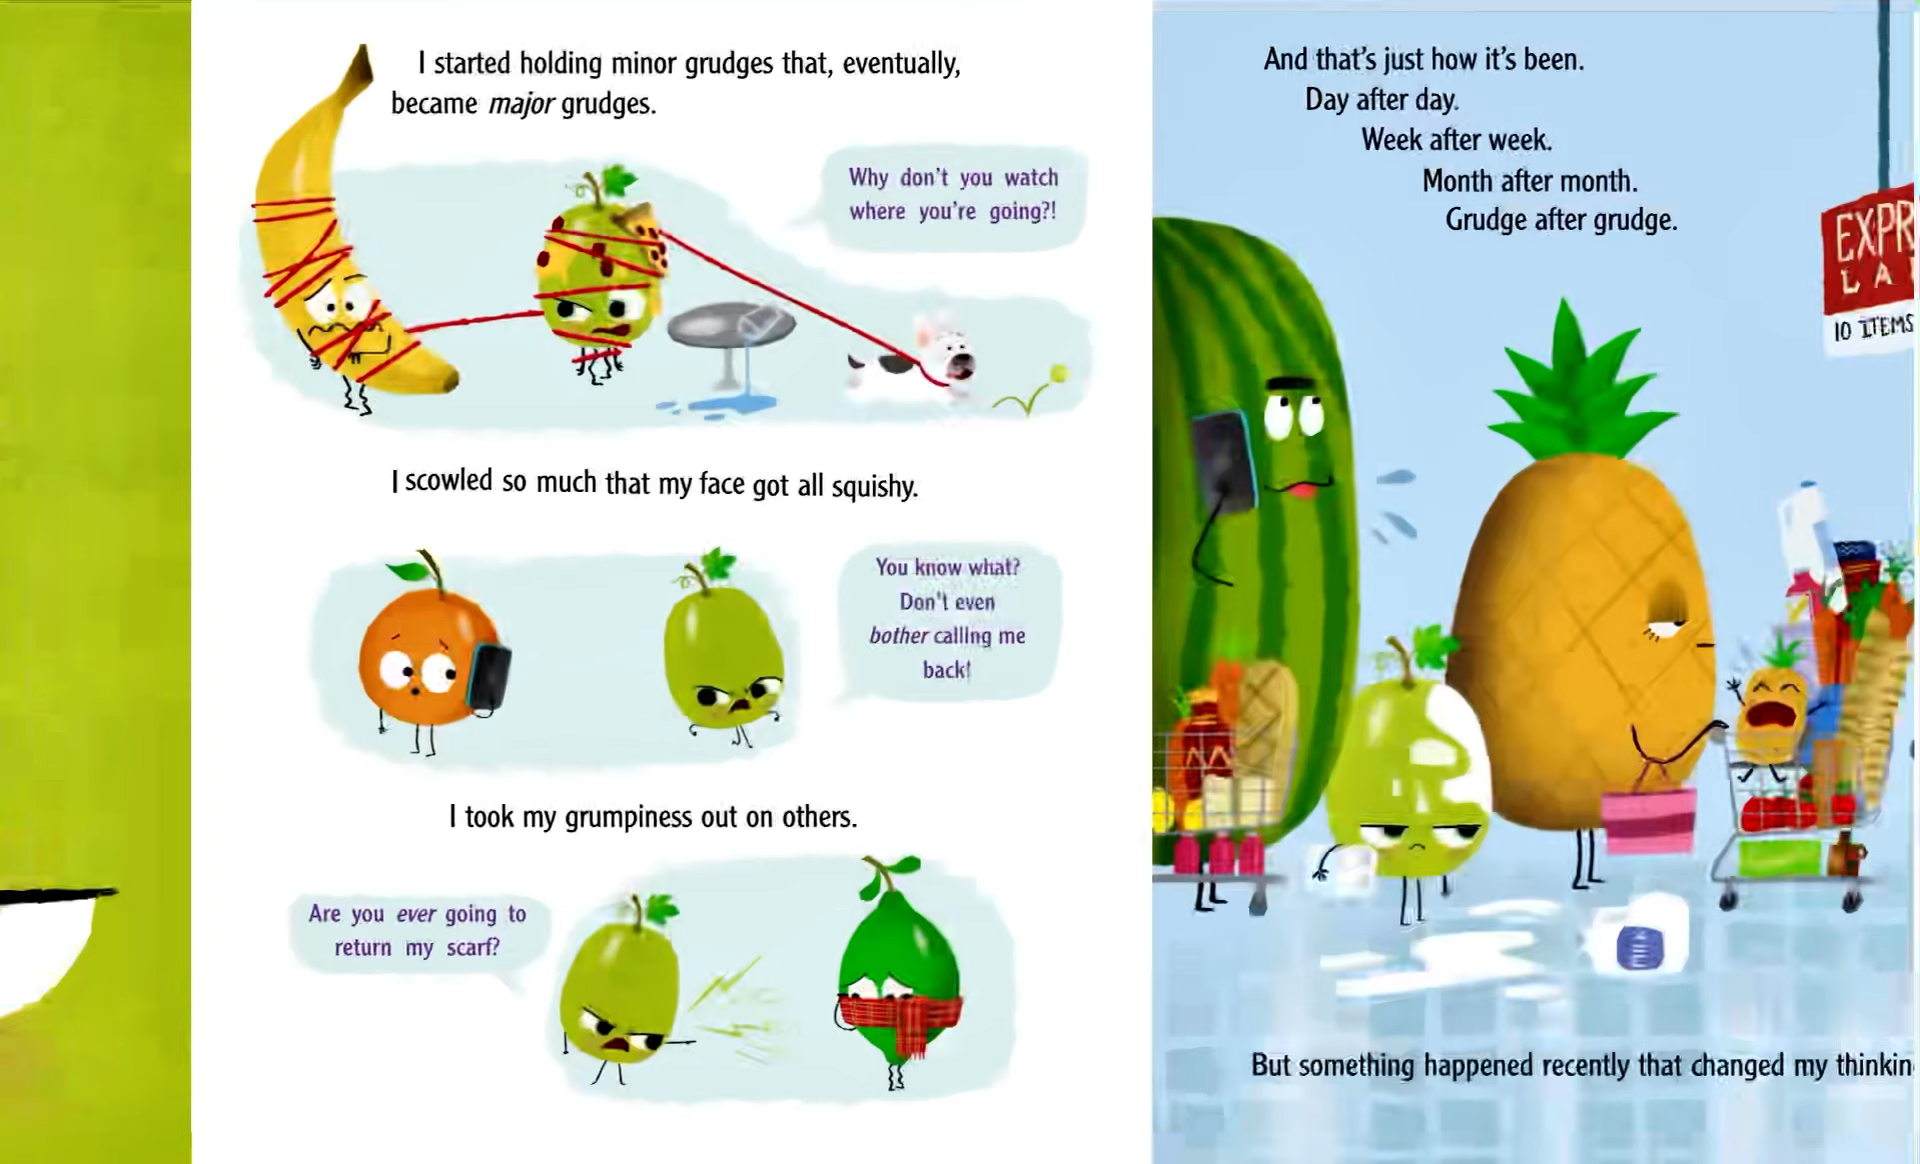 I started holding minor grudges that, eventually,
became major grudges.
Why don't you watch
where you're going?!
I scowled so much that my face got all squishy.
You know what?
Don't even
bother calling me
back!
I took my grumpiness out on others.
Are you ever going to
return my scarf?
And that's just how it's been.
Day after day.
Week after week.
Month after month.
Grudge after grudge.
EXPR
LA
10 ITEMS
But something happened recently that changed my thinkin